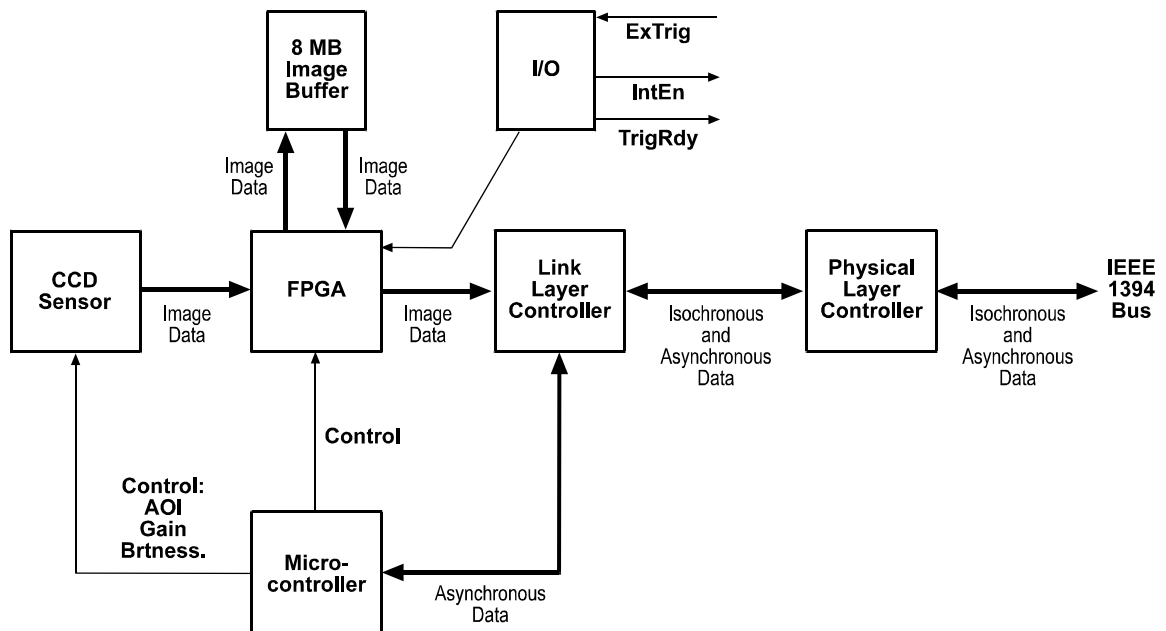 8 MB
Image
Buffer
I/O
ExTrig
IntEn
TrigRdy
Image
Data
Image
Data
CCD
Sensor
Image
Data
FPGA
Image
Data
Link
Layer
Controller
Isochronous
and
Asynchronous
Data
Physical
Layer
Controller
Isochronous
and
Asynchronous
Data
IEEE
1394
Bus
Control
Control:
AOI
Gain
Brtness.
Micro-
controller
Asynchronous
Data